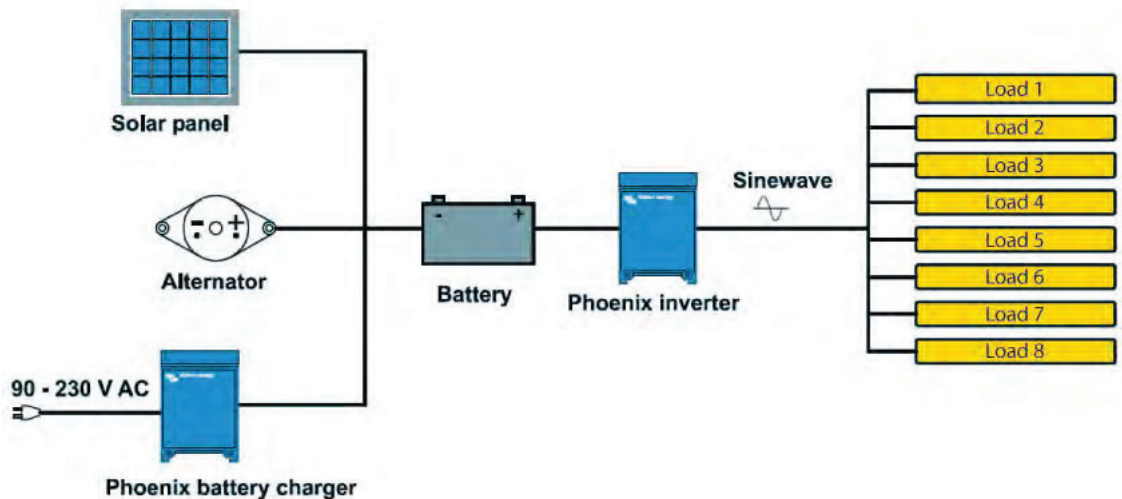 Solar panel
Alternator
90 - 230 V AC
Phoenix battery charger
- +
- +
Battery
Phoenix inverter
Sinewave
Load 1
Load 2
Load 3
Load 4
Load 5
Load 6
Load 7
Load 8